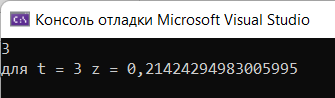 Консоль отладки Microsoft Visual Studio
3
для t = 3 z = 0,21424294983005995